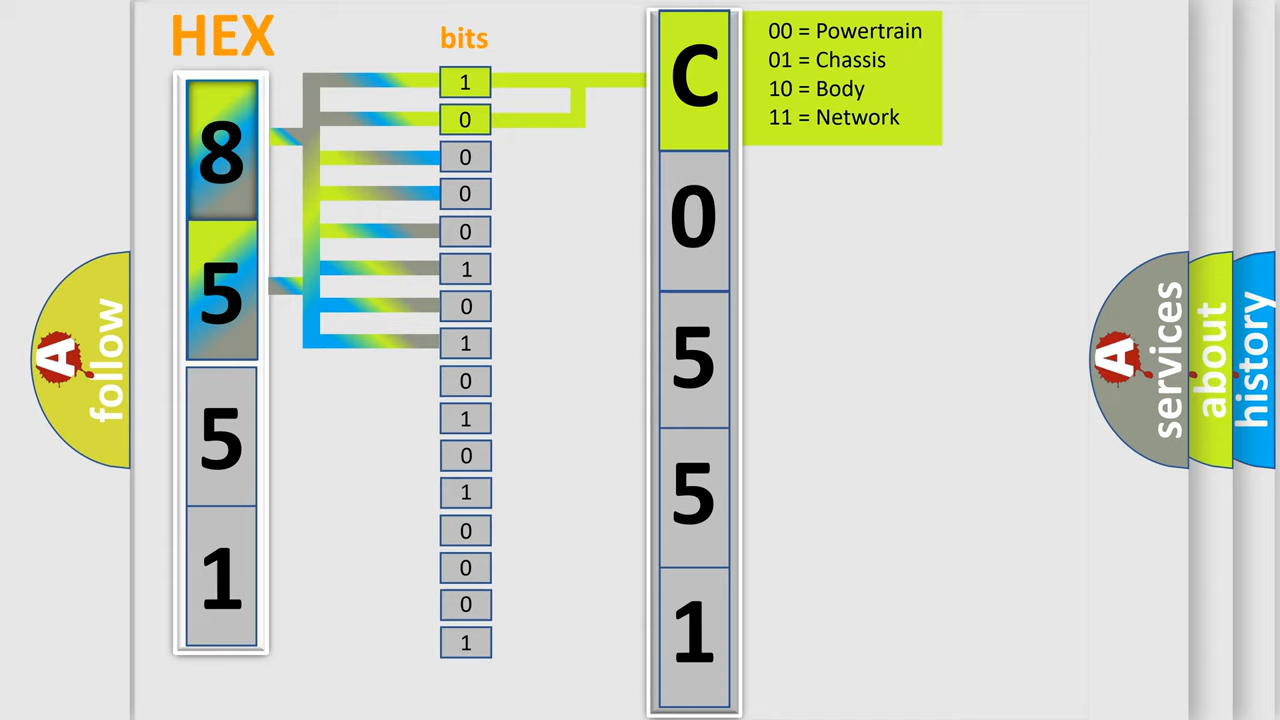 HEX
bits
8
5
5
1
1
0
0
0
0
1
0
1
0
1
0
1
0
0
0
1
C
0
5
5
1
00 = Powertrain
01 = Chassis
10 = Body
11 = Network
A
follow
A
services
about
history